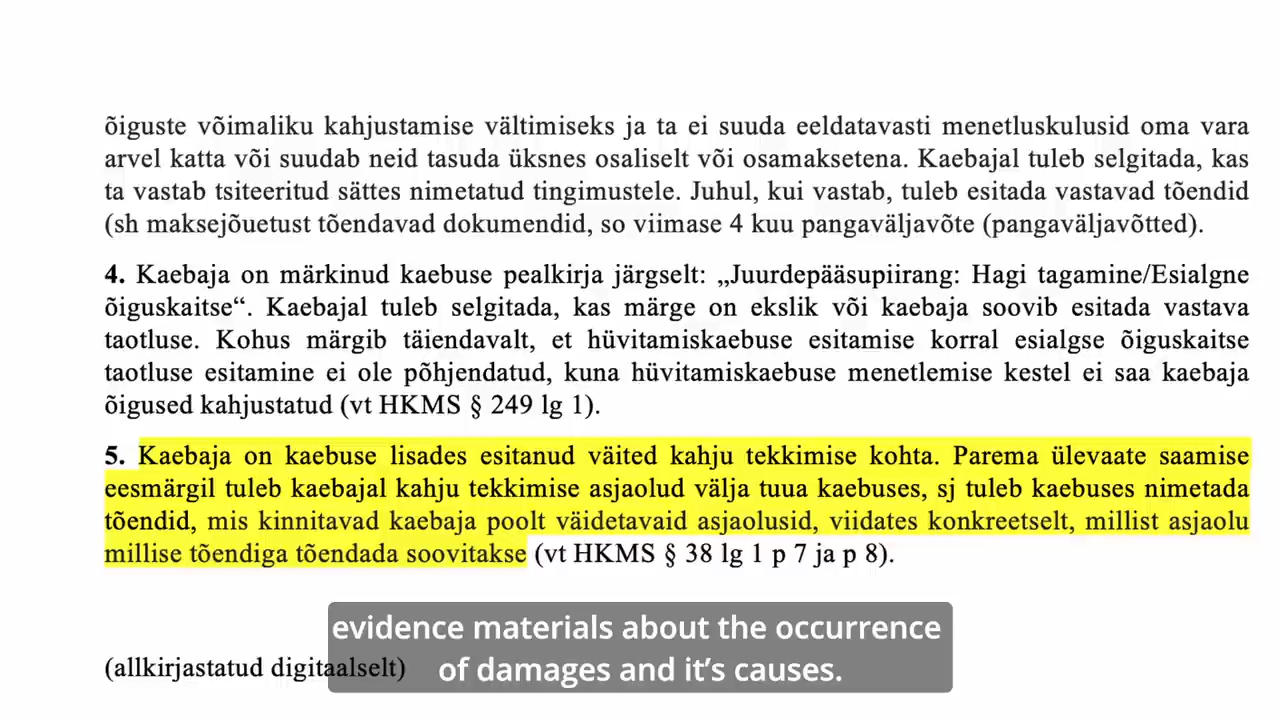 õiguste võimaliku kahjustamise vältimiseks ja ta ei suuda eeldatavasti menetluskulusid oma vara
arvel katta või suudab neid tasuda üksnes osaliselt või osamaksetena. Kaebajal tuleb selgitada, kas
ta vastab tsiteeritud sättes nimetatud tingimustele. Juhul, kui vastab, tuleb esitada vastavad tõendid
(sh maksejõuetust tõendavad dokumendid, so viimase 4 kuu pangaväljavõte (pangaväljavõtted).
4. Kaebaja on märkinud kaebuse pealkirja järgselt: „Juurdepääsupiirang: Hagi tagamine/Esialgne
õiguskaitse“. Kaebajal tuleb selgitada, kas märge on ekslik või kaebaja soovib esitada vastava
taotluse. Kohus märgib täiendavalt, et hüvitamiskaebuse esitamise korral esialgse õiguskaitse
taotluse esitamine ei ole põhjendatud, kuna hüvitamiskaebuse menetlemise kestel ei saa kaebaja
õigused kahjustatud (vt HKMS § 249 lg 1).
5. Kaebaja on kaebuse lisades esitanud väited kahju tekkimise kohta. Parema ülevaate saamise
eesmärgil tuleb kaebajal kahju tekkimise asjaolud välja tuua kaebuses, sj tuleb kaebuses nimetada
tõendid, mis kinnitavad kaebaja poolt väidetavaid asjaolusid, viidates konkreetselt, millist asjaolu
millise tõendiga tõendada soovitakse (vt HKMS § 38 lg 1 p 7 ja p 8).
evidence materials about the occurrence
of damages and it’s causes.
(allkirjastatud digitaalselt)